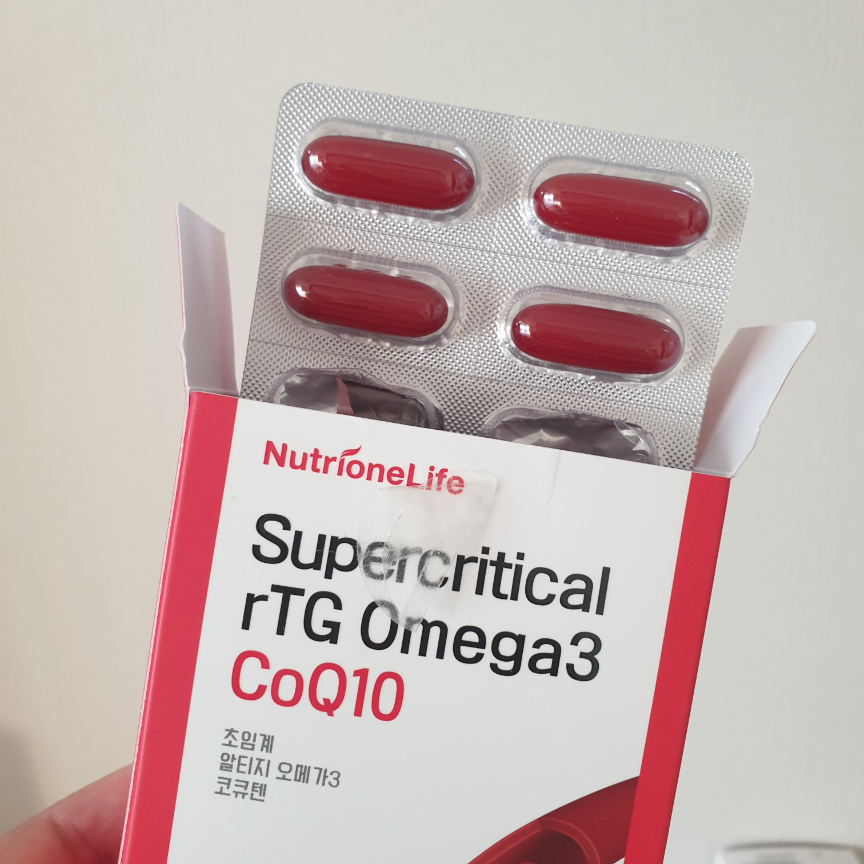 NutrioneLife
Supercritical
rTG Omega3
CoQ10
초임계
알티지 오메가3
코큐텐